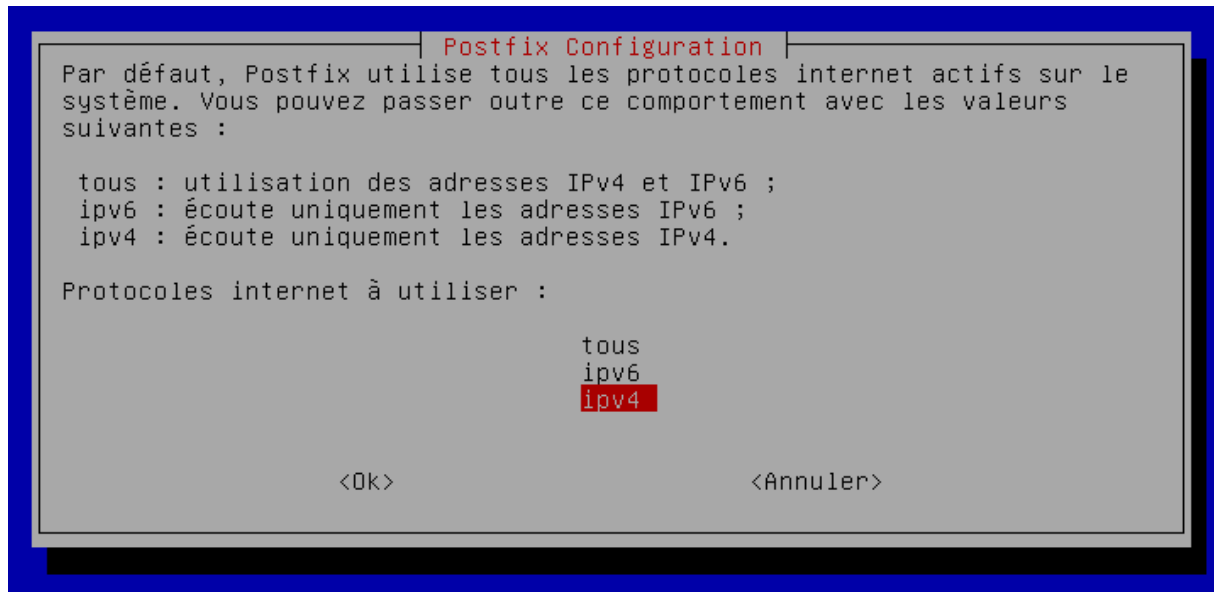 Postfix Configuration
Par défaut, Postfix utilise tous les protocoles internet actifs sur le
système. Vous pouvez passer outre ce comportement avec les valeurs
suivantes :
tous : utilisation des adresses IPv4 et IPv6 ;
ipv6 : écoute uniquement les adresses IPv6 ;
ipv4 : écoute uniquement les adresses IPv4.
Protocoles internet à utiliser :
tous
ipv6
ipv4
<Ok> <Annuler>